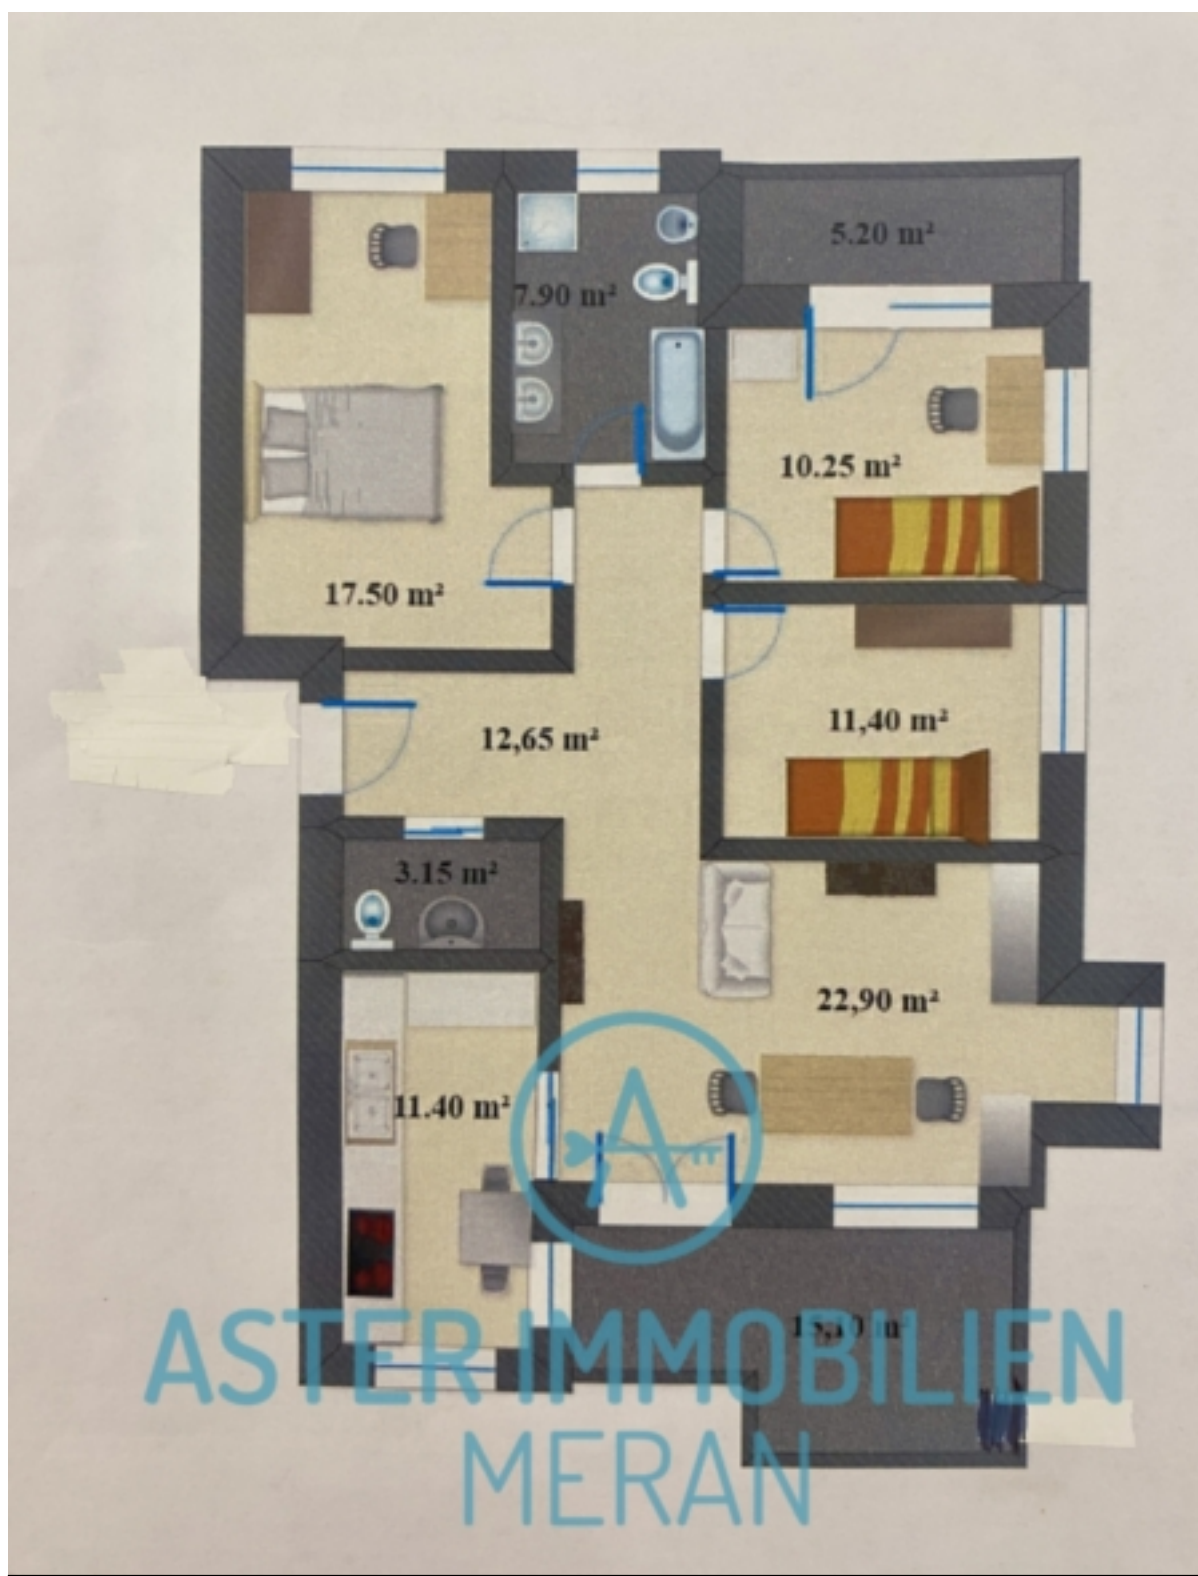 5.20 m²
7.90 m²
10.25 m²
17.50 m²
11,40 m²
12,65 m²
3.15 m²
22,90 m²
11.40 m²
ASTER IMMOBILIEN
MERAN